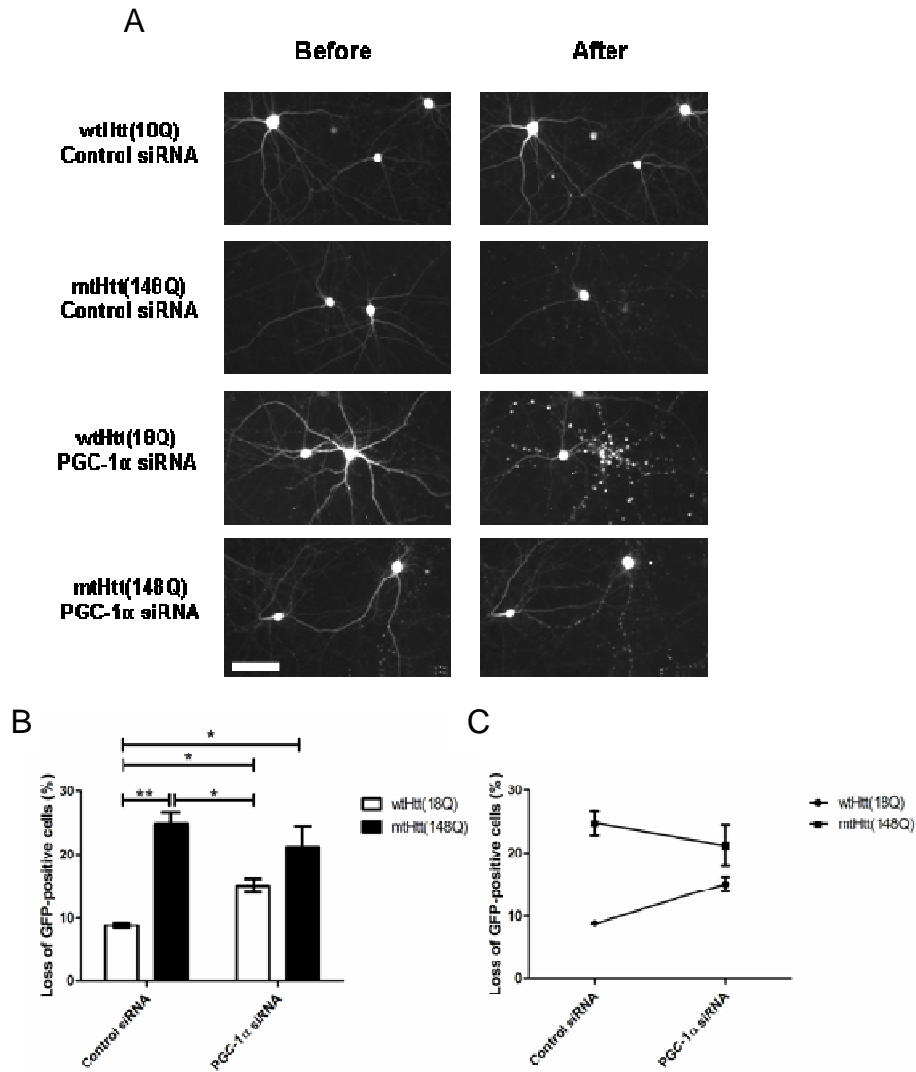 A
Before After
wtHtt(18Q)
Control siRNA
mtHtt(148Q)
Control siRNA
wtHtt(18Q)
PGC-1α siRNA
mtHtt(148Q)
PGC-1α siRNA
B
*
*
** *
Loss of GFP-positive cells (%)
30
20
10
0
Control siRNA
PGC-1α siRNA
wtHtt(18Q)
mtHtt(148Q)
C
Loss of GFP-positive cells (%)
30
20
10
0
Control siRNA
PGC-1α siRNA
wtHtt(18Q)
mtHtt(148Q)